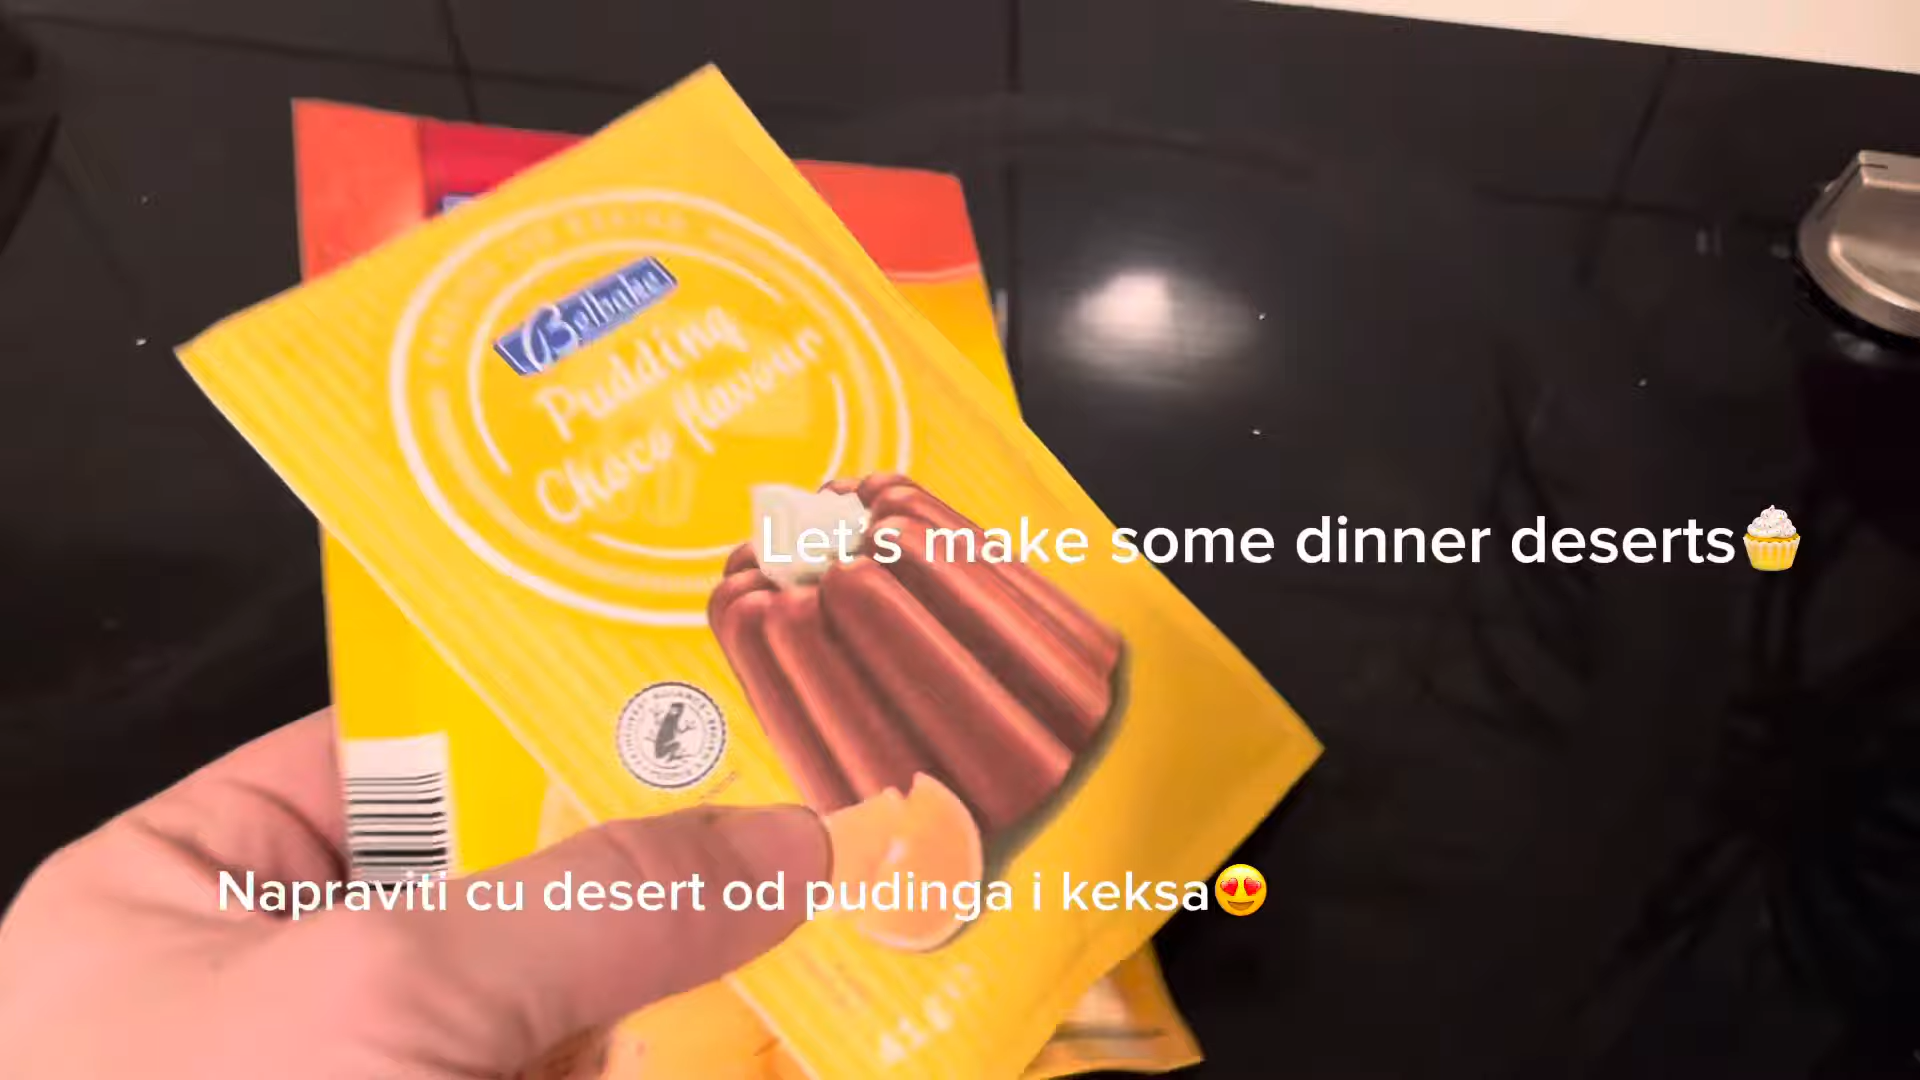 Belbake
Pudding
Choco flavour
Let's make some dinner deserts🧁
Napraviti cu desert od pudinga i keksa😍